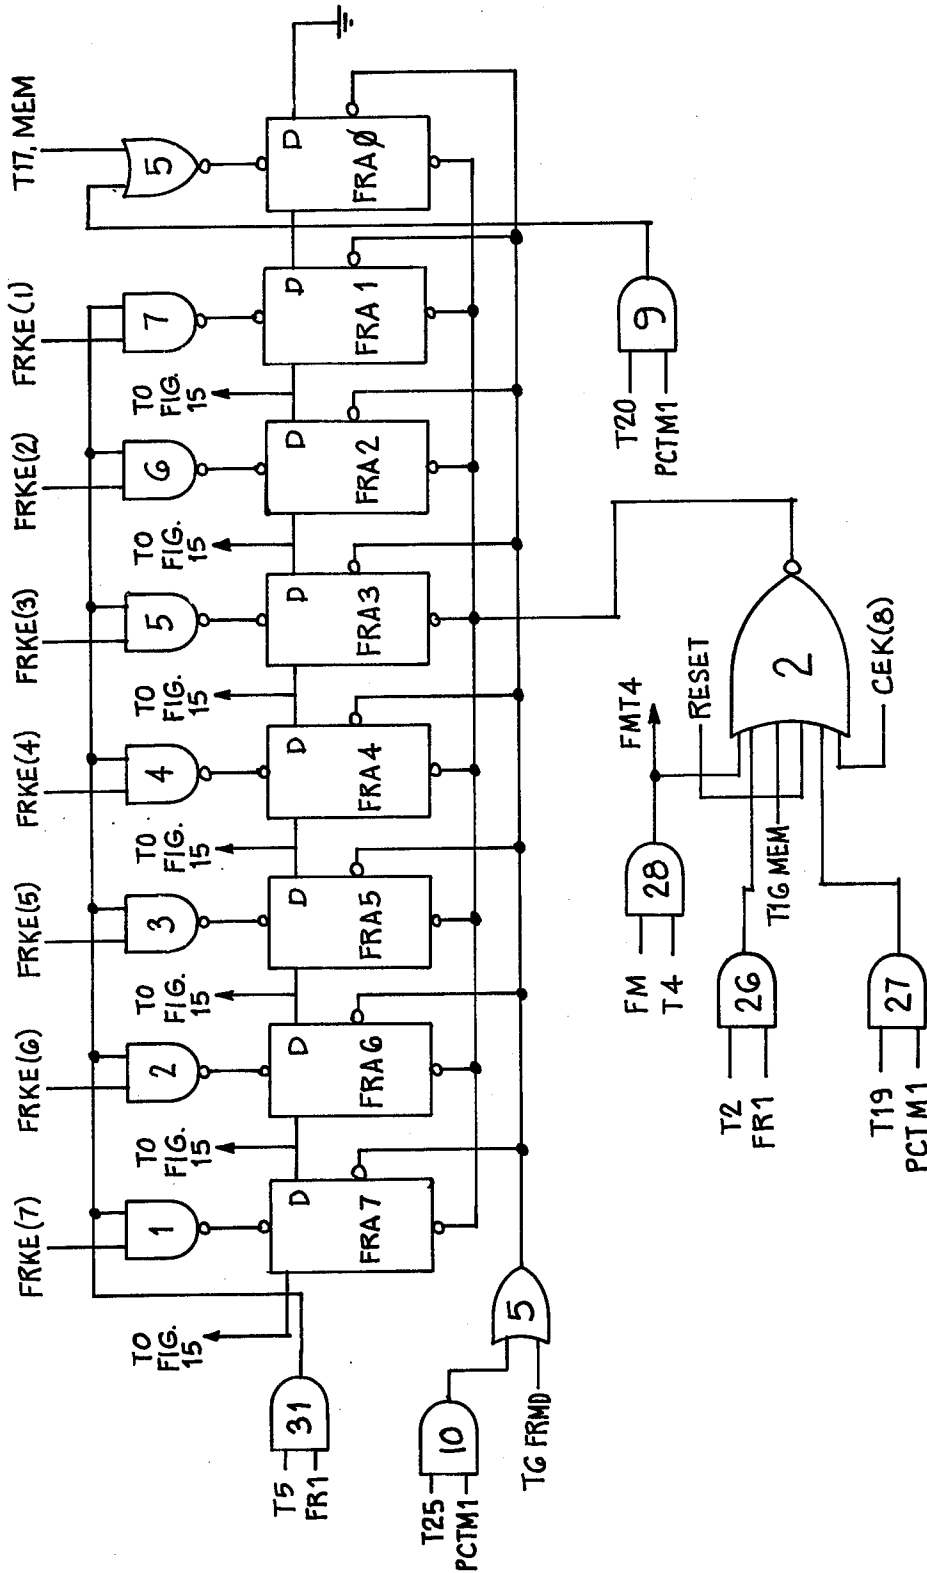 FRKE(7)
FRKE(6)
FRKE(5)
FRKE(4)
FRKE(3)
FRKE(2)
FRKE(1)
T17, MEM
1
2
3
4
5
6
7
5
TO
FIG.
15
TO
FIG.
15
TO
FIG.
15
TO
FIG.
15
TO
FIG.
15
TO
FIG.
15
TO
FIG.
15
T5
FR1
31
D
FRA7
D
FRA6
D
FRA5
D
FRA4
D
FRA3
D
FRA2
D
FRA1
D
FRAØ
T25
PCTM1
10
T6 FRMD
5
T20
PCTM1
9
FM
T4
28
FMT4
RESET
T2
FR1
26
T16 MEM
2
T19
PCTM1
27
CEK(8)